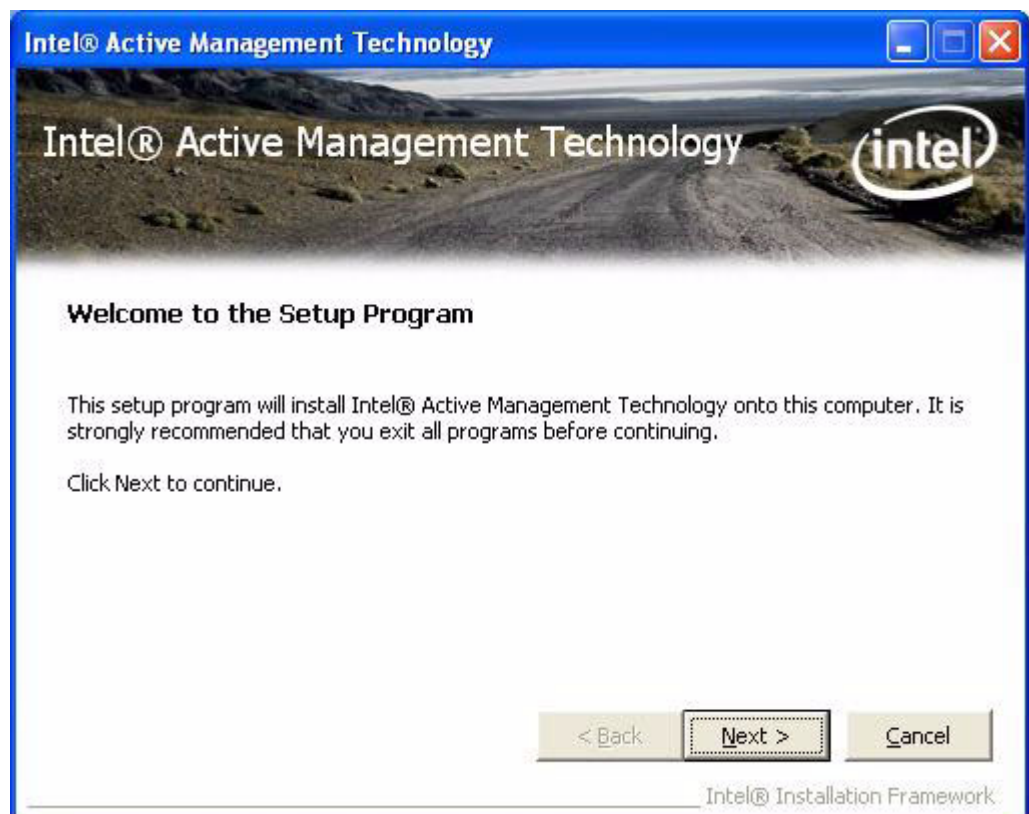 Intel® Active Management Technology
Intel® Active Management Technology
intel
Welcome to the Setup Program
This setup program will install Intel® Active Management Technology onto this computer. It is
strongly recommended that you exit all programs before continuing.
Click Next to continue.
< Back
Next >
Cancel
Intel® Installation Framework